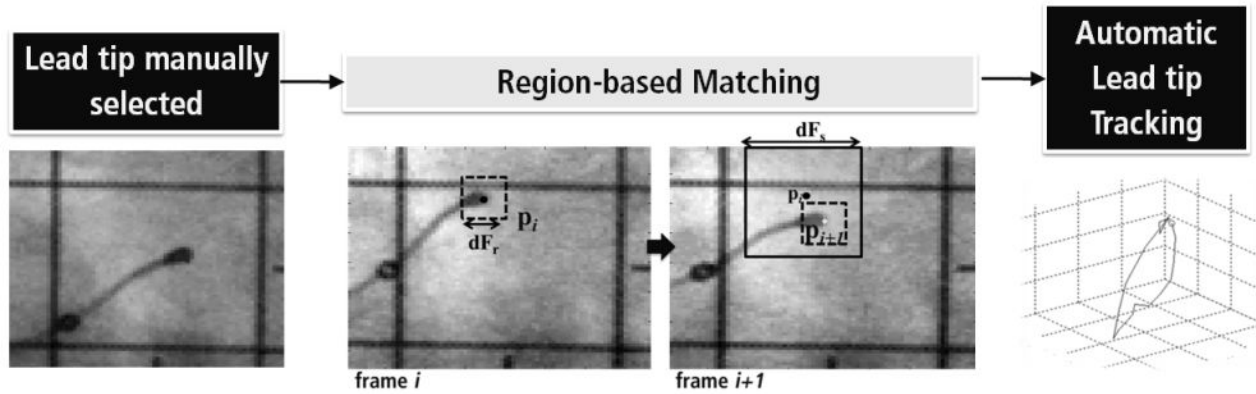 Lead tip manually
selected
Region-based Matching
Automatic
Lead tip
Tracking
p_i
dF_r
dF_s
p_i
p_{i+1}
frame i
frame i+1